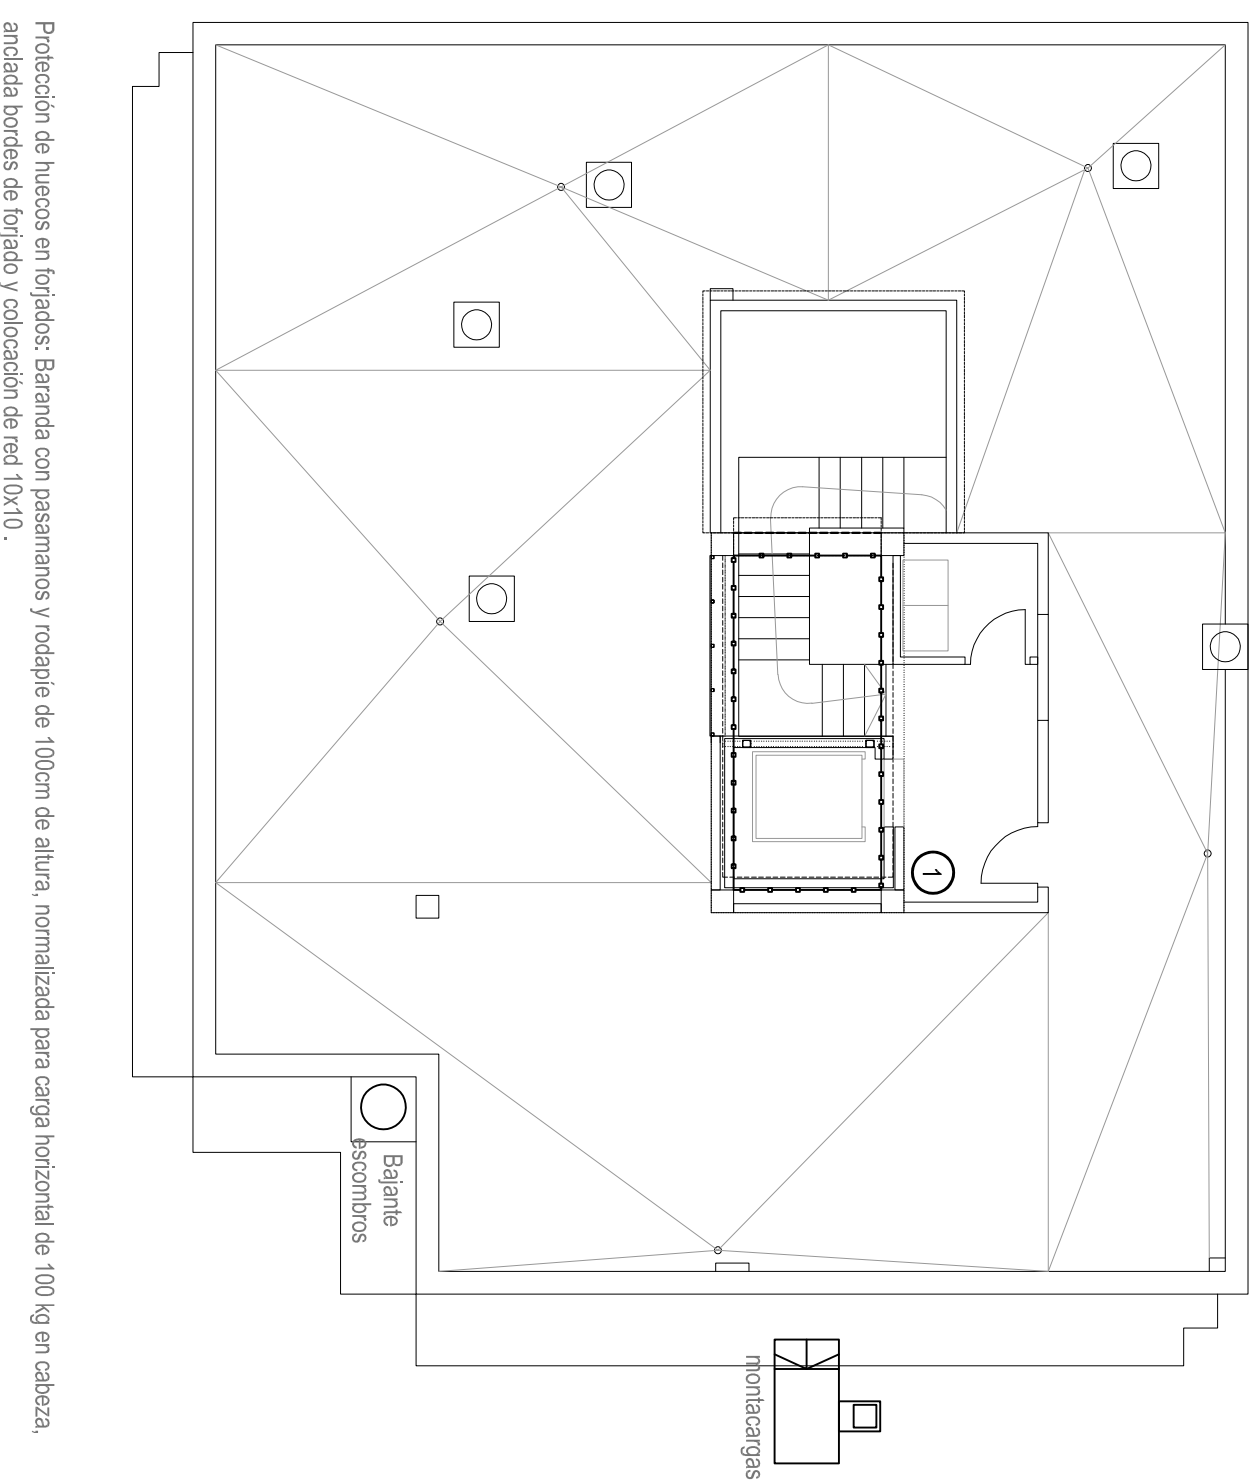 1
Bajante
escombros
montacargas
Protección de huecos en forjados: Baranda con pasamanos y rodapíe de 100cm de altura, normalizada para carga horizontal de 100 kg en cabeza,
anclada bordes de forjado y colocación de red 10x10 .